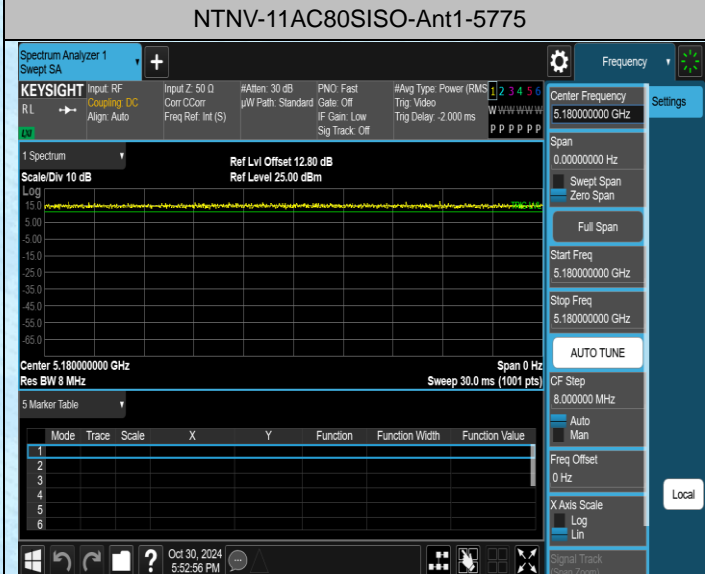 NTNV-11AC80SISO-Ant1-5775
Spectrum Analyzer 1
Swept SA
Frequency
KEYSIGHT
RL
Input: RF
Coupling: DC
Align: Auto
Input Z: 50 Ω
Corr CCorr
Freq Ref: Int (S)
#Atten: 30 dB
µW Path: Standard
PNO: Fast
Gate: Off
IF Gain: Low
Sig Track: Off
#Avg Type: Power (RMS
Trig: Video
Trig Delay: -2.000 ms
1 2 3 4 5 6
W W W W W W
P P P P P P
Settings
Center Frequency
5.180000000 GHz
Span
0.00000000 Hz
Swept Span
Zero Span
Full Span
Start Freq
5.180000000 GHz
Stop Freq
5.180000000 GHz
AUTO TUNE
CF Step
8.000000 MHz
Auto
Man
Freq Offset
0 Hz
X Axis Scale
Log
Lin
Signal Track
(Span Zoom)
Local
1 Spectrum
Scale/Div 10 dB
Ref Lvl Offset 12.80 dB
Ref Level 25.00 dBm
Log
15.0
5.00
-5.00
-15.0
-25.0
-35.0
-45.0
-55.0
-65.0
Center 5.180000000 GHz
Res BW 8 MHz
Span 0 Hz
Sweep 30.0 ms (1001 pts)
5 Marker Table
Mode Trace Scale X Y Function Function Width Function Value
1
2
3
4
5
6
?
Oct 30, 2024
5:52:56 PM